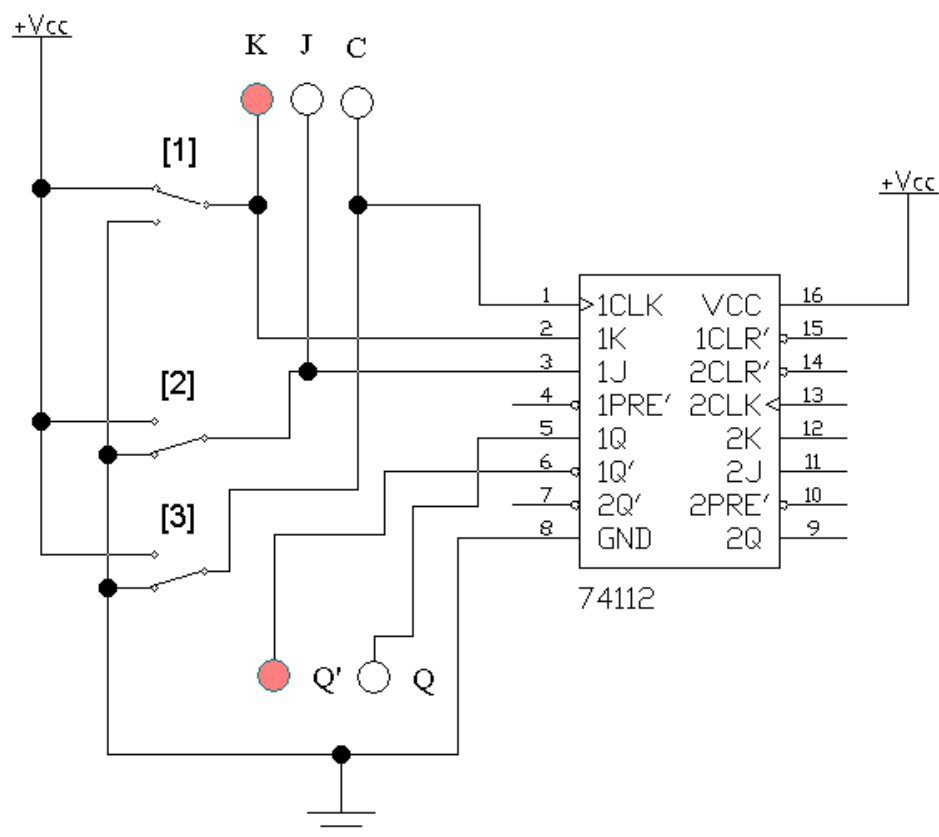 +Vcc
K J C
[1]
+Vcc
1 1CLK VCC 16
2 1K 1CLR' 15
3 1J 2CLR' 14
4 1PRE' 2CLK 13
5 1Q 2K 12
6 1Q' 2J 11
7 2Q' 2PRE' 10
8 GND 2Q 9
74112
[2]
[3]
Q' Q